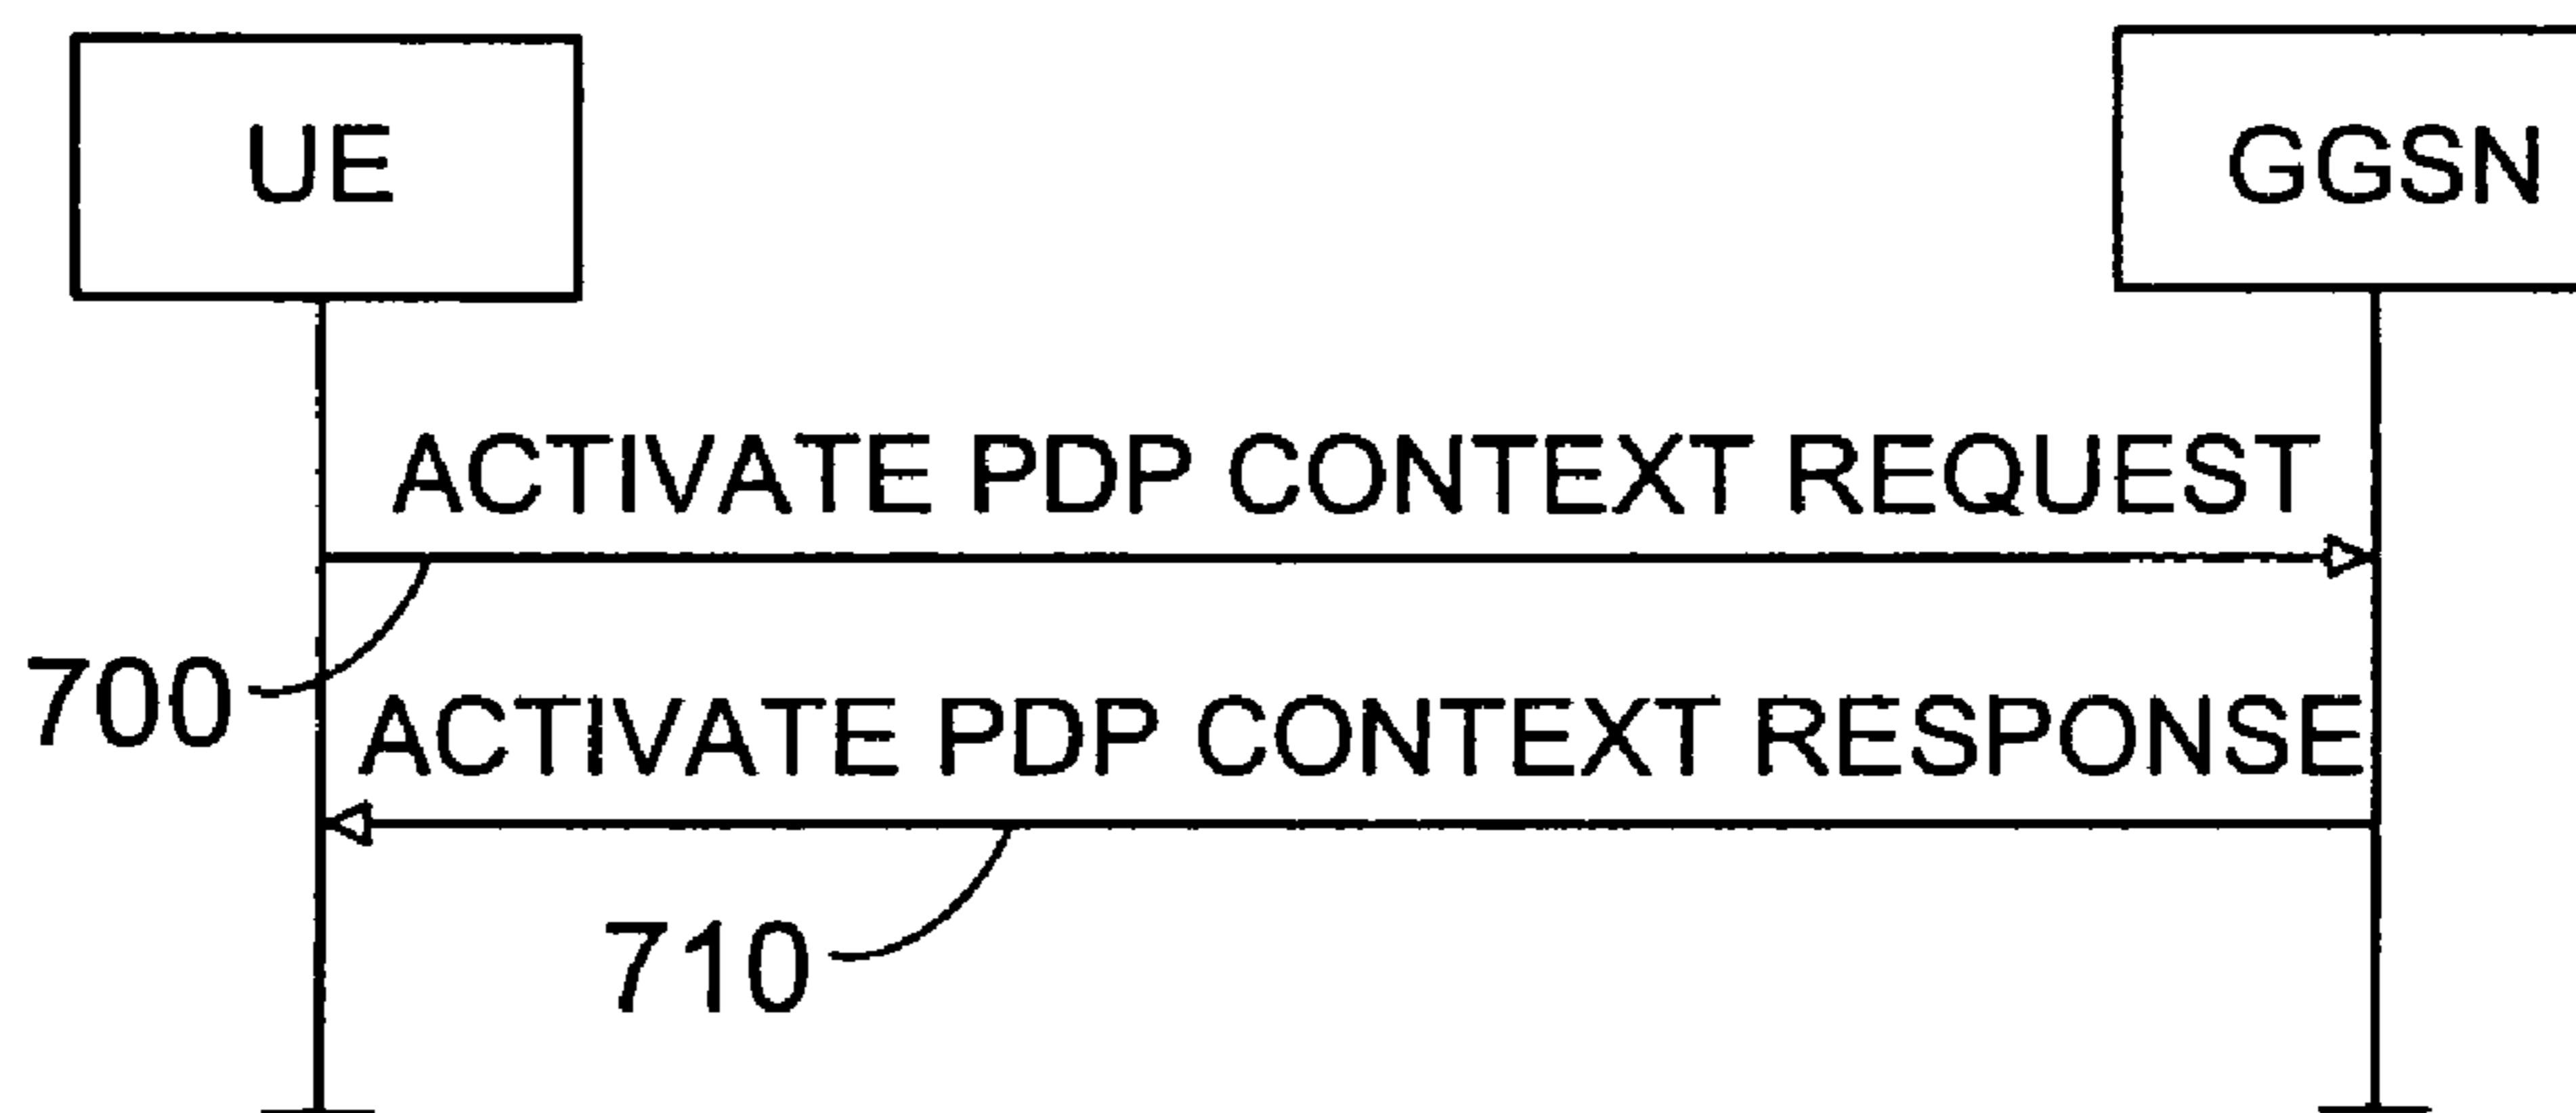 UE
GGSN
ACTIVATE PDP CONTEXT REQUEST
700
ACTIVATE PDP CONTEXT RESPONSE
710